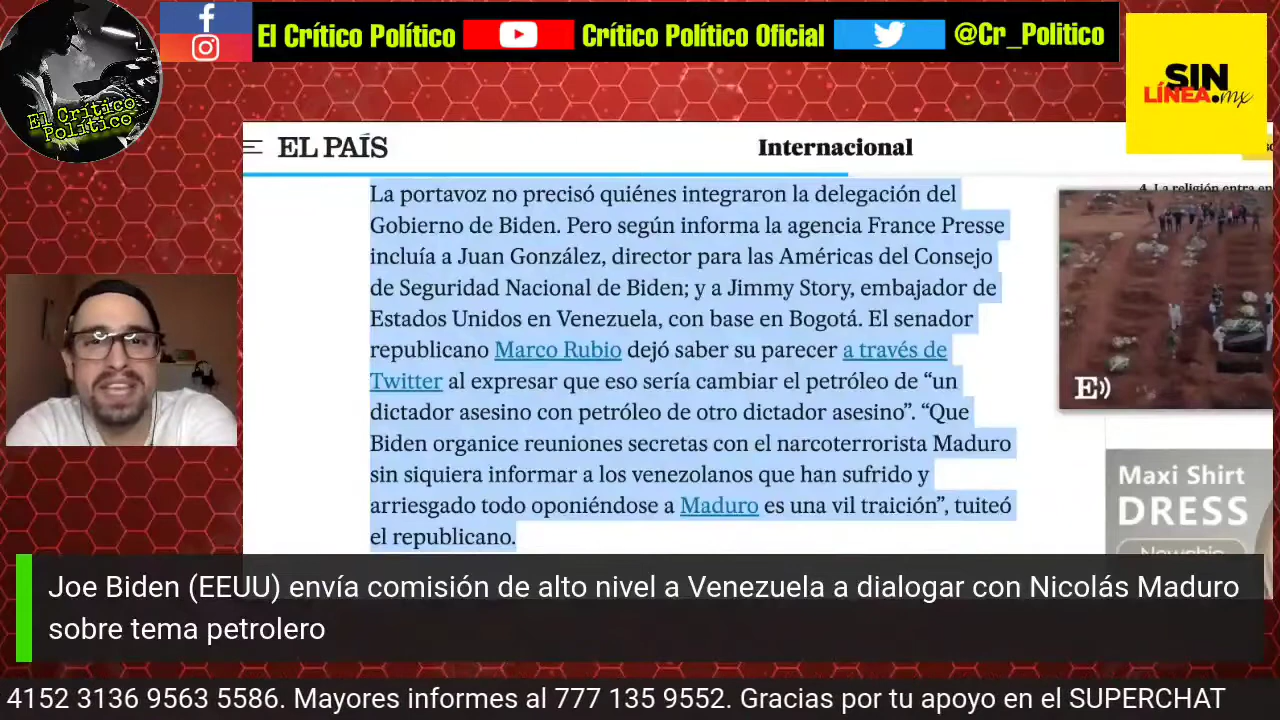 El Crítico Político
Crítico Político Oficial
@Cr_Politico
El Crítico
Político
SIN
LÍNEA.mx
EL PAÍS
Internacional
La portavoz no precisó quiénes integraron la delegación del
Gobierno de Biden. Pero según informa la agencia France Presse
incluía a Juan González, director para las Américas del Consejo
de Seguridad Nacional de Biden; y a Jimmy Story, embajador de
Estados Unidos en Venezuela, con base en Bogotá. El senador
republicano Marco Rubio dejó saber su parecer a través de
Twitter al expresar que eso sería cambiar el petróleo de “un
dictador asesino con petróleo de otro dictador asesino”. “Que
Biden organice reuniones secretas con el narcoterrorista Maduro
sin siquiera informar a los venezolanos que han sufrido y
arriesgado todo oponiéndose a Maduro es una vil traición”, tuiteó
el republicano.
4 La religión entra en
E
Maxi Shirt
DRESS
Joe Biden (EEUU) envía comisión de alto nivel a Venezuela a dialogar con Nicolás Maduro
sobre tema petrolero
4152 3136 9563 5586. Mayores informes al 777 135 9552. Gracias por tu apoyo en el SUPERCHAT